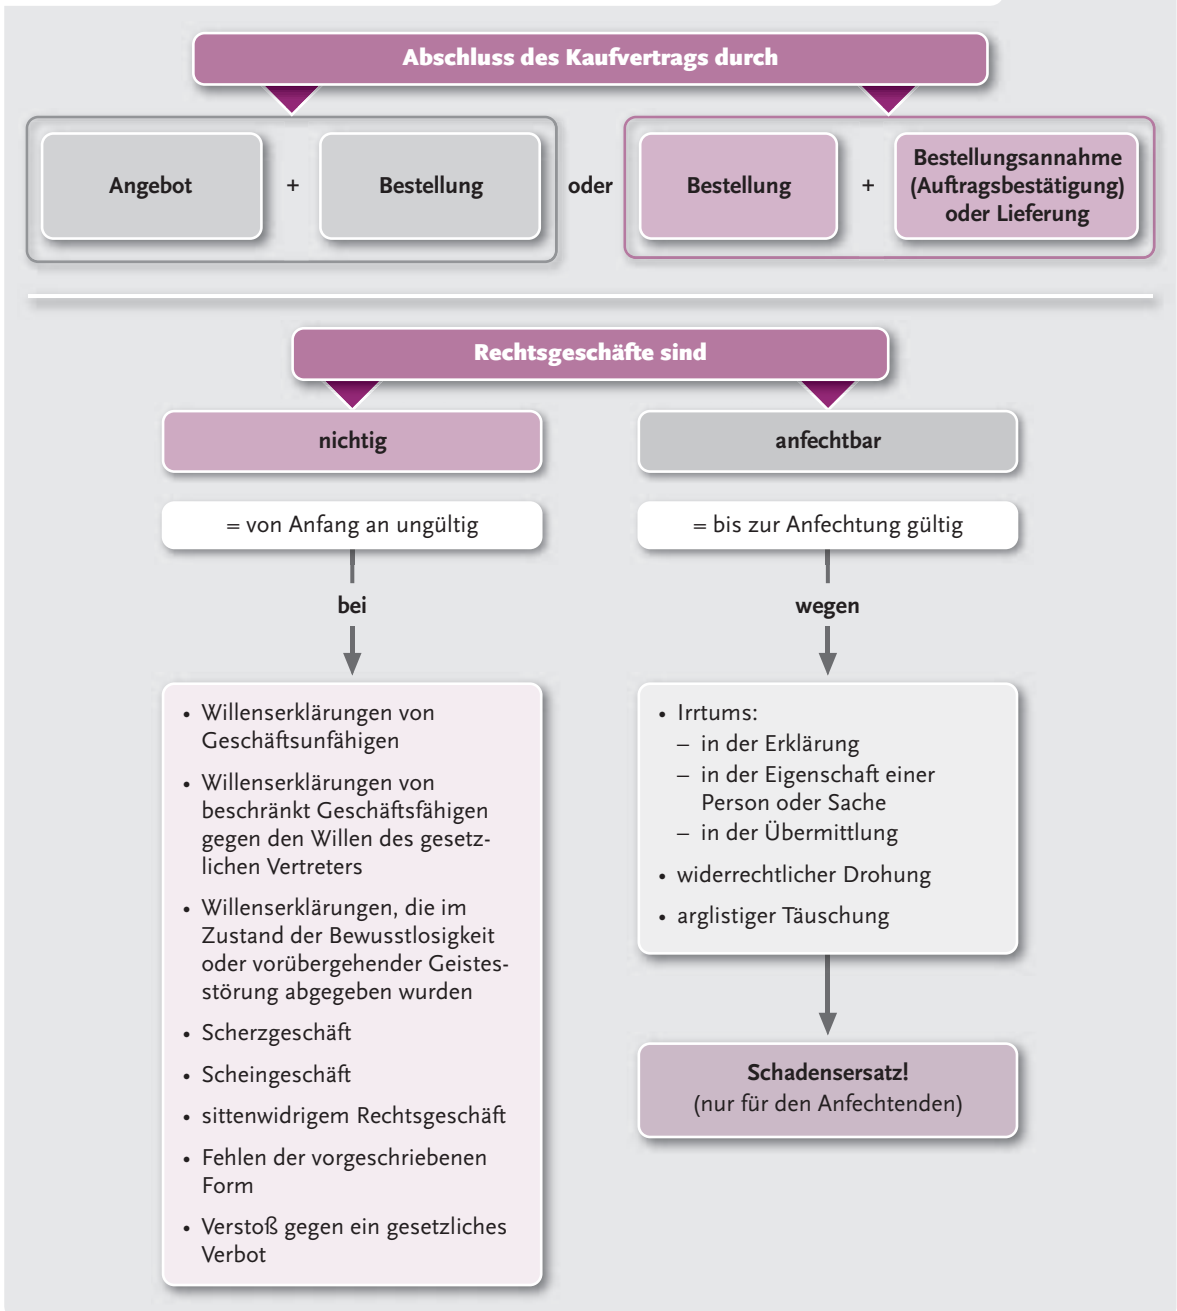 Abschluss des Kaufvertrags durch
Angebot + Bestellung oder Bestellung + Bestellungsannahme
(Auftragsbestätigung)
oder Lieferung
Rechtsgeschäfte sind
nichtig
= von Anfang an ungültig
bei
• Willenserklärungen von
Geschäftsunfähigen
• Willenserklärungen von
beschränkt Geschäftsfähigen
gegen den Willen des gesetz-
lichen Vertreters
• Willenserklärungen, die im
Zustand der Bewusstlosigkeit
oder vorübergehender Geistes-
störung abgegeben wurden
• Scherzgeschäft
• Scheingeschäft
• sittenwidrigem Rechtsgeschäft
• Fehlen der vorgeschriebenen
Form
• Verstoß gegen ein gesetzliches
Verbot
anfechtbar
= bis zur Anfechtung gültig
wegen
• Irrtums:
– in der Erklärung
– in der Eigenschaft einer
Person oder Sache
– in der Übermittlung
• widerrechtlicher Drohung
• arglistiger Täuschung
Schadensersatz!
(nur für den Anfechtenden)